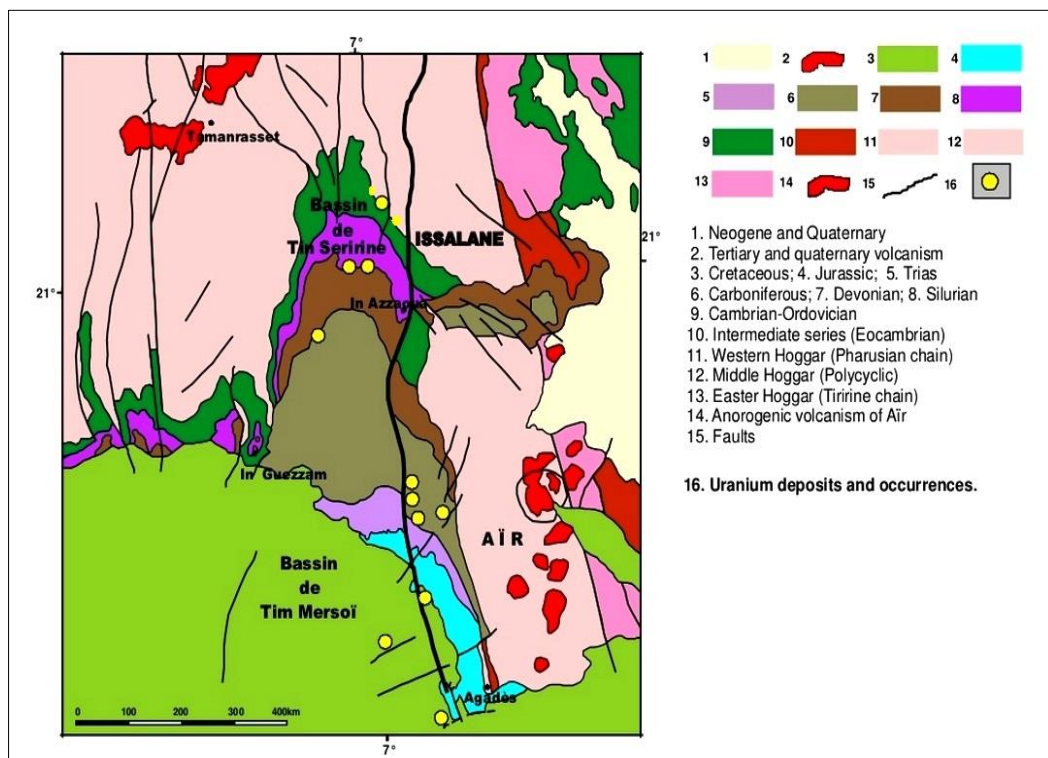 7°
Tamanrasset
Bassin
de
Tin Seririne
ISSALANE
21°
21°
In Azzaoua
In Guezzam
AÏR
Bassin
de
Tim Mersoï
Agadès
0 100 200 300 400km
7°
1 2 3 4
5 6 7 8
9 10 11 12
13 14 15 16
1. Neogene and Quaternary
2. Tertiary and quaternary volcanism
3. Cretaceous; 4. Jurassic; 5. Trias
6. Carboniferous; 7. Devonian; 8. Silurian
9. Cambrian-Ordovician
10. Intermediate series (Eocambrian)
11. Western Hoggar (Pharusian chain)
12. Middle Hoggar (Polycyclic)
13. Easter Hoggar (Tiririne chain)
14. Anorogenic volcanism of Aïr
15. Faults
16. Uranium deposits and occurrences.